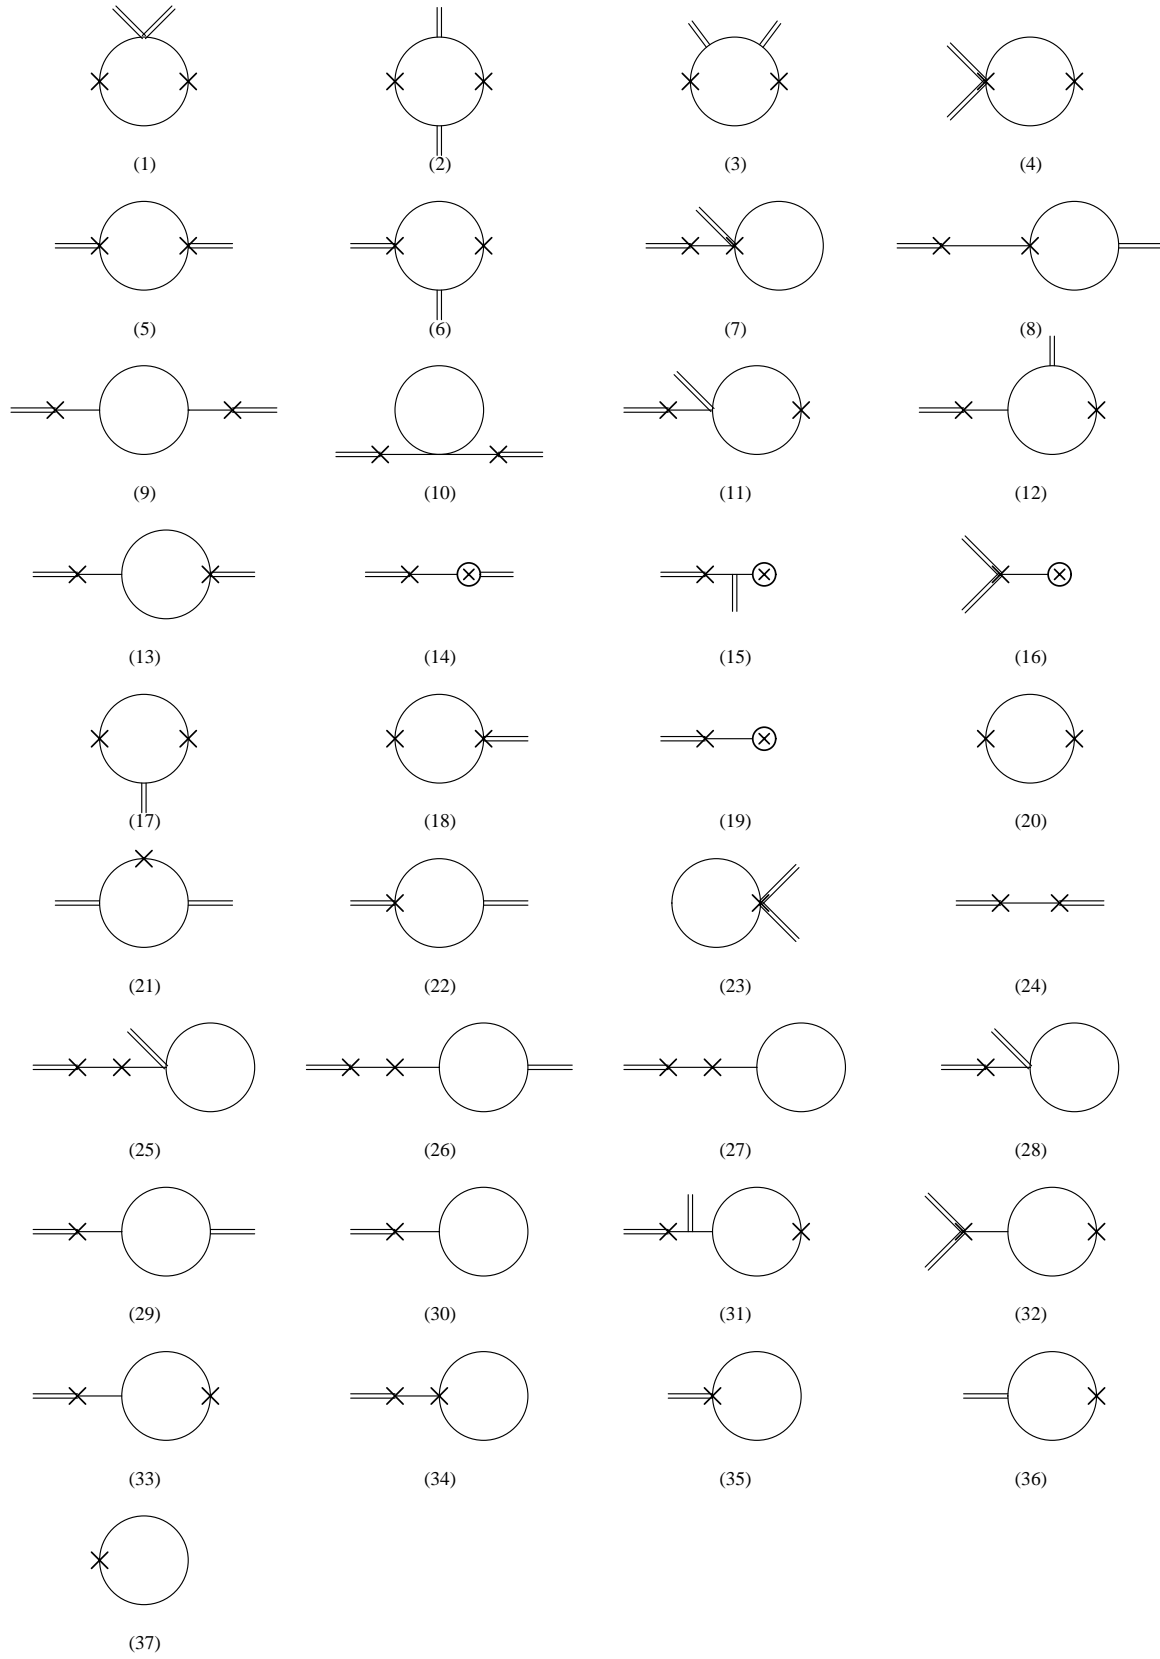 (1) (2) (3) (4)
(5) (6) (7) (8)
(9) (10) (11) (12)
(13) (14) (15) (16)
(17) (18) (19) (20)
(21) (22) (23) (24)
(25) (26) (27) (28)
(29) (30) (31) (32)
(33) (34) (35) (36)
(37)